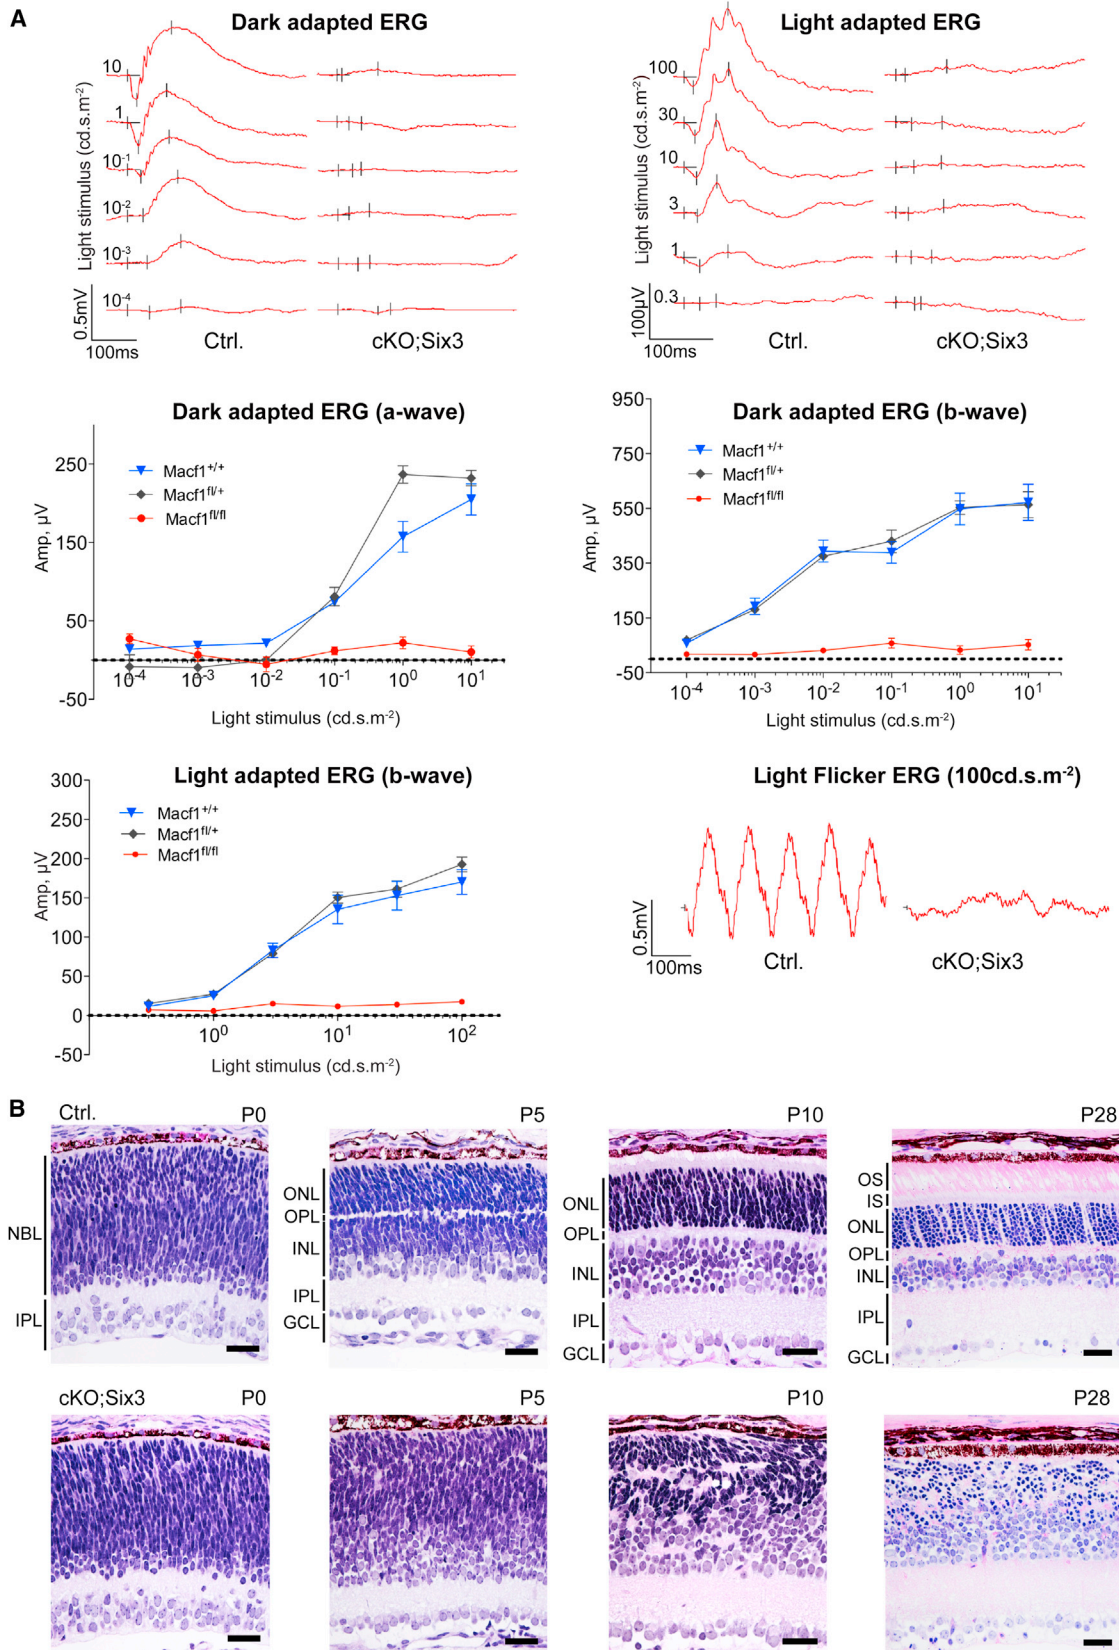 A
Dark adapted ERG
Light stimulus (cd.s.m-2)
10
1
10-1
10-2
10-3
10-4
0.5mV
100ms
Ctrl.
cKO;Six3
Light adapted ERG
Light stimulus (cd.s.m-2)
100
30
10
3
1
0.3
100µV
100ms
Ctrl.
cKO;Six3
Dark adapted ERG (a-wave)
Macf1+/+
Macf1fl/+
Macf1fl/fl
Amp, µV
250
150
50
-50
10-4
10-3
10-2
10-1
100
101
Light stimulus (cd.s.m-2)
Dark adapted ERG (b-wave)
Macf1+/+
Macf1fl/+
Macf1fl/fl
Amp, µV
950
750
550
350
150
-50
10-4
10-3
10-2
10-1
100
101
Light stimulus (cd.s.m-2)
Light adapted ERG (b-wave)
Macf1+/+
Macf1fl/+
Macf1fl/fl
Amp, µV
300
250
200
150
100
50
0
-50
100
101
102
Light stimulus (cd.s.m-2)
Light Flicker ERG (100cd.s.m-2)
0.5mV
100ms
Ctrl.
cKO;Six3
B
Ctrl.
P0
NBL
IPL
P5
ONL
OPL
INL
IPL
GCL
P10
ONL
OPL
INL
IPL
GCL
P28
OS
IS
ONL
OPL
INL
IPL
GCL
cKO;Six3
P0
P5
P10
P28